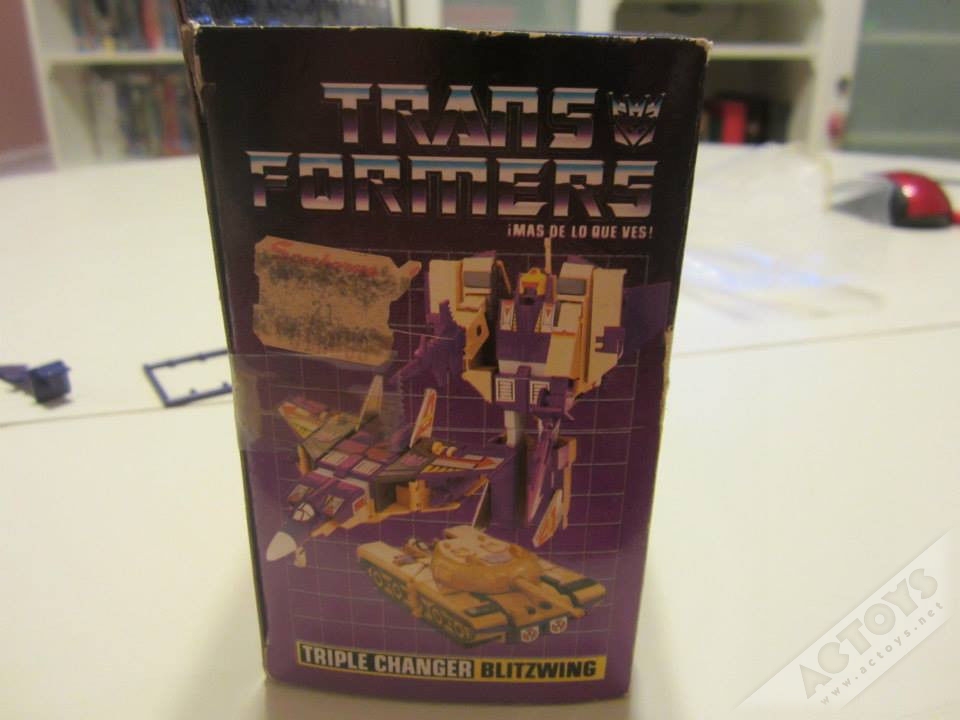 TRANS
FORMERS
¡MAS DE LO QUE VES!
TRIPLE CHANGER BLITZWING
ACTOYS
www.actoys.net